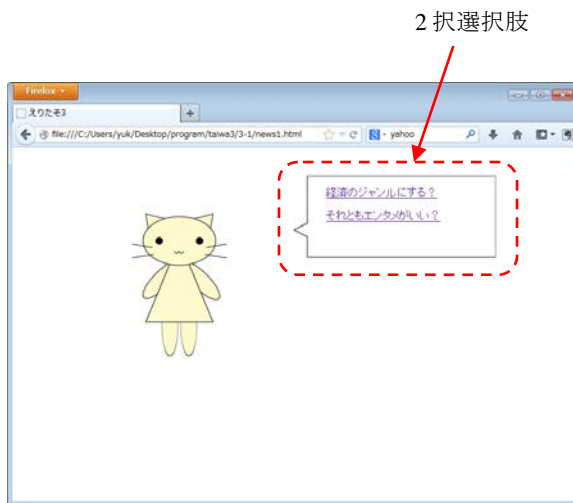 2択選択肢
Firefox
えりたそ3
+
file:///C:/Users/yuk/Desktop/program/taiwa3/3-1/news1.html
yahoo
経済のジャンルにする？
それともエンタメがいい？